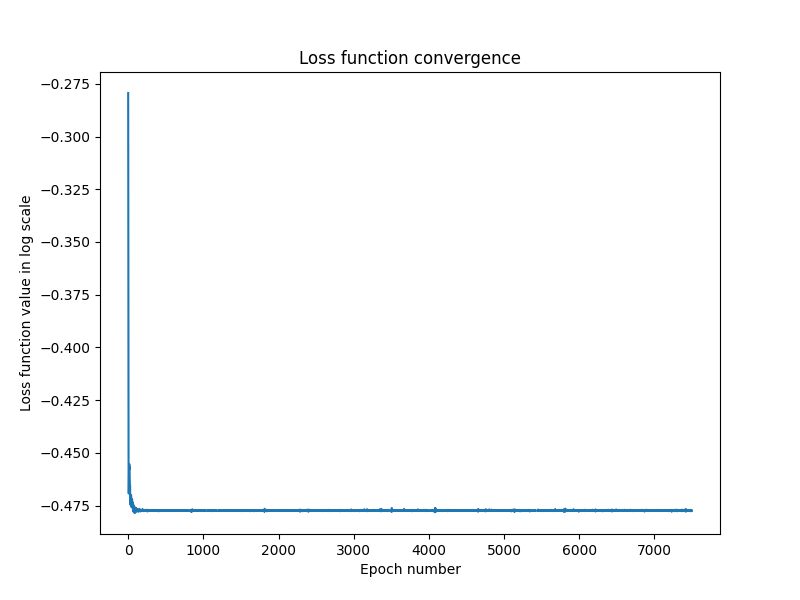 Loss function convergence
Loss function value in log scale
−0.275
−0.300
−0.325
−0.350
−0.375
−0.400
−0.425
−0.450
−0.475
0 1000 2000 3000 4000 5000 6000 7000
Epoch number